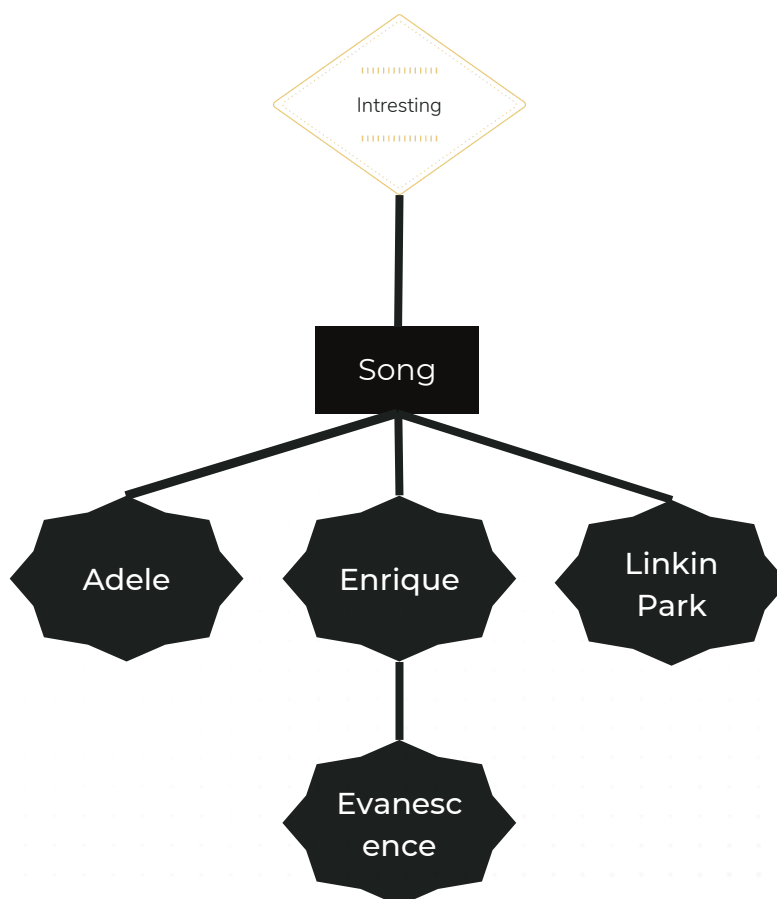 Intresting
Song
Adele
Enrique
Linkin
Park
Evanesc
ence